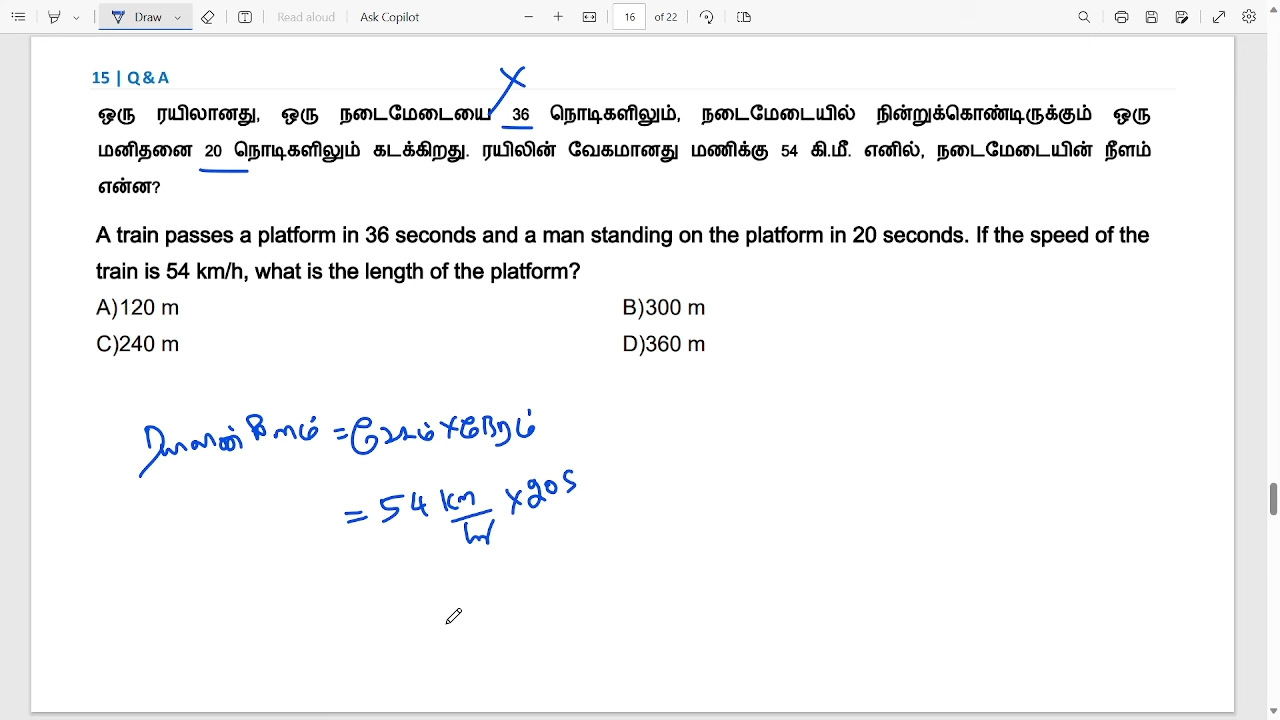 Draw
Read aloud
Ask Copilot
16
of 22
15 | Q&A
X
ஒரு ரயிலானது, ஒரு நடைமேடையை 36 நொடிகளிலும், நடைமேடையில் நின்றுக்கொண்டிருக்கும் ஒரு
மனிதனை 20 நொடிகளிலும் கடக்கிறது. ரயிலின் வேகமானது மணிக்கு 54 கி.மீ. எனில், நடைமேடையின் நீளம்
என்ன?
A train passes a platform in 36 seconds and a man standing on the platform in 20 seconds. If the speed of the
train is 54 km/h, what is the length of the platform?
A)120 m
B)300 m
C)240 m
D)360 m
= வேகம் × நேரம்
= 54 km × 20 s